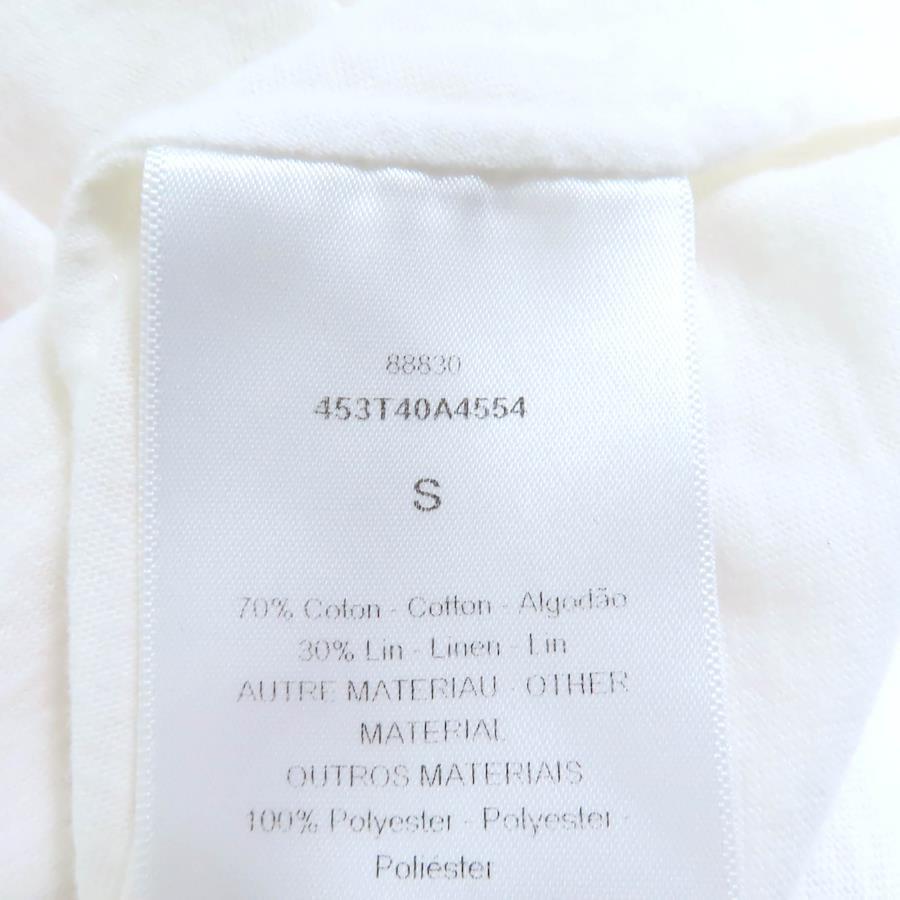 88830
453T40A4554
S
70% Coton - Cotton - Algodão
30% Lin - Linen - Lin
AUTRE MATERIAU - OTHER
MATERIAL
OUTROS MATERIAIS
100% Polyester - Polyester -
Poliéster